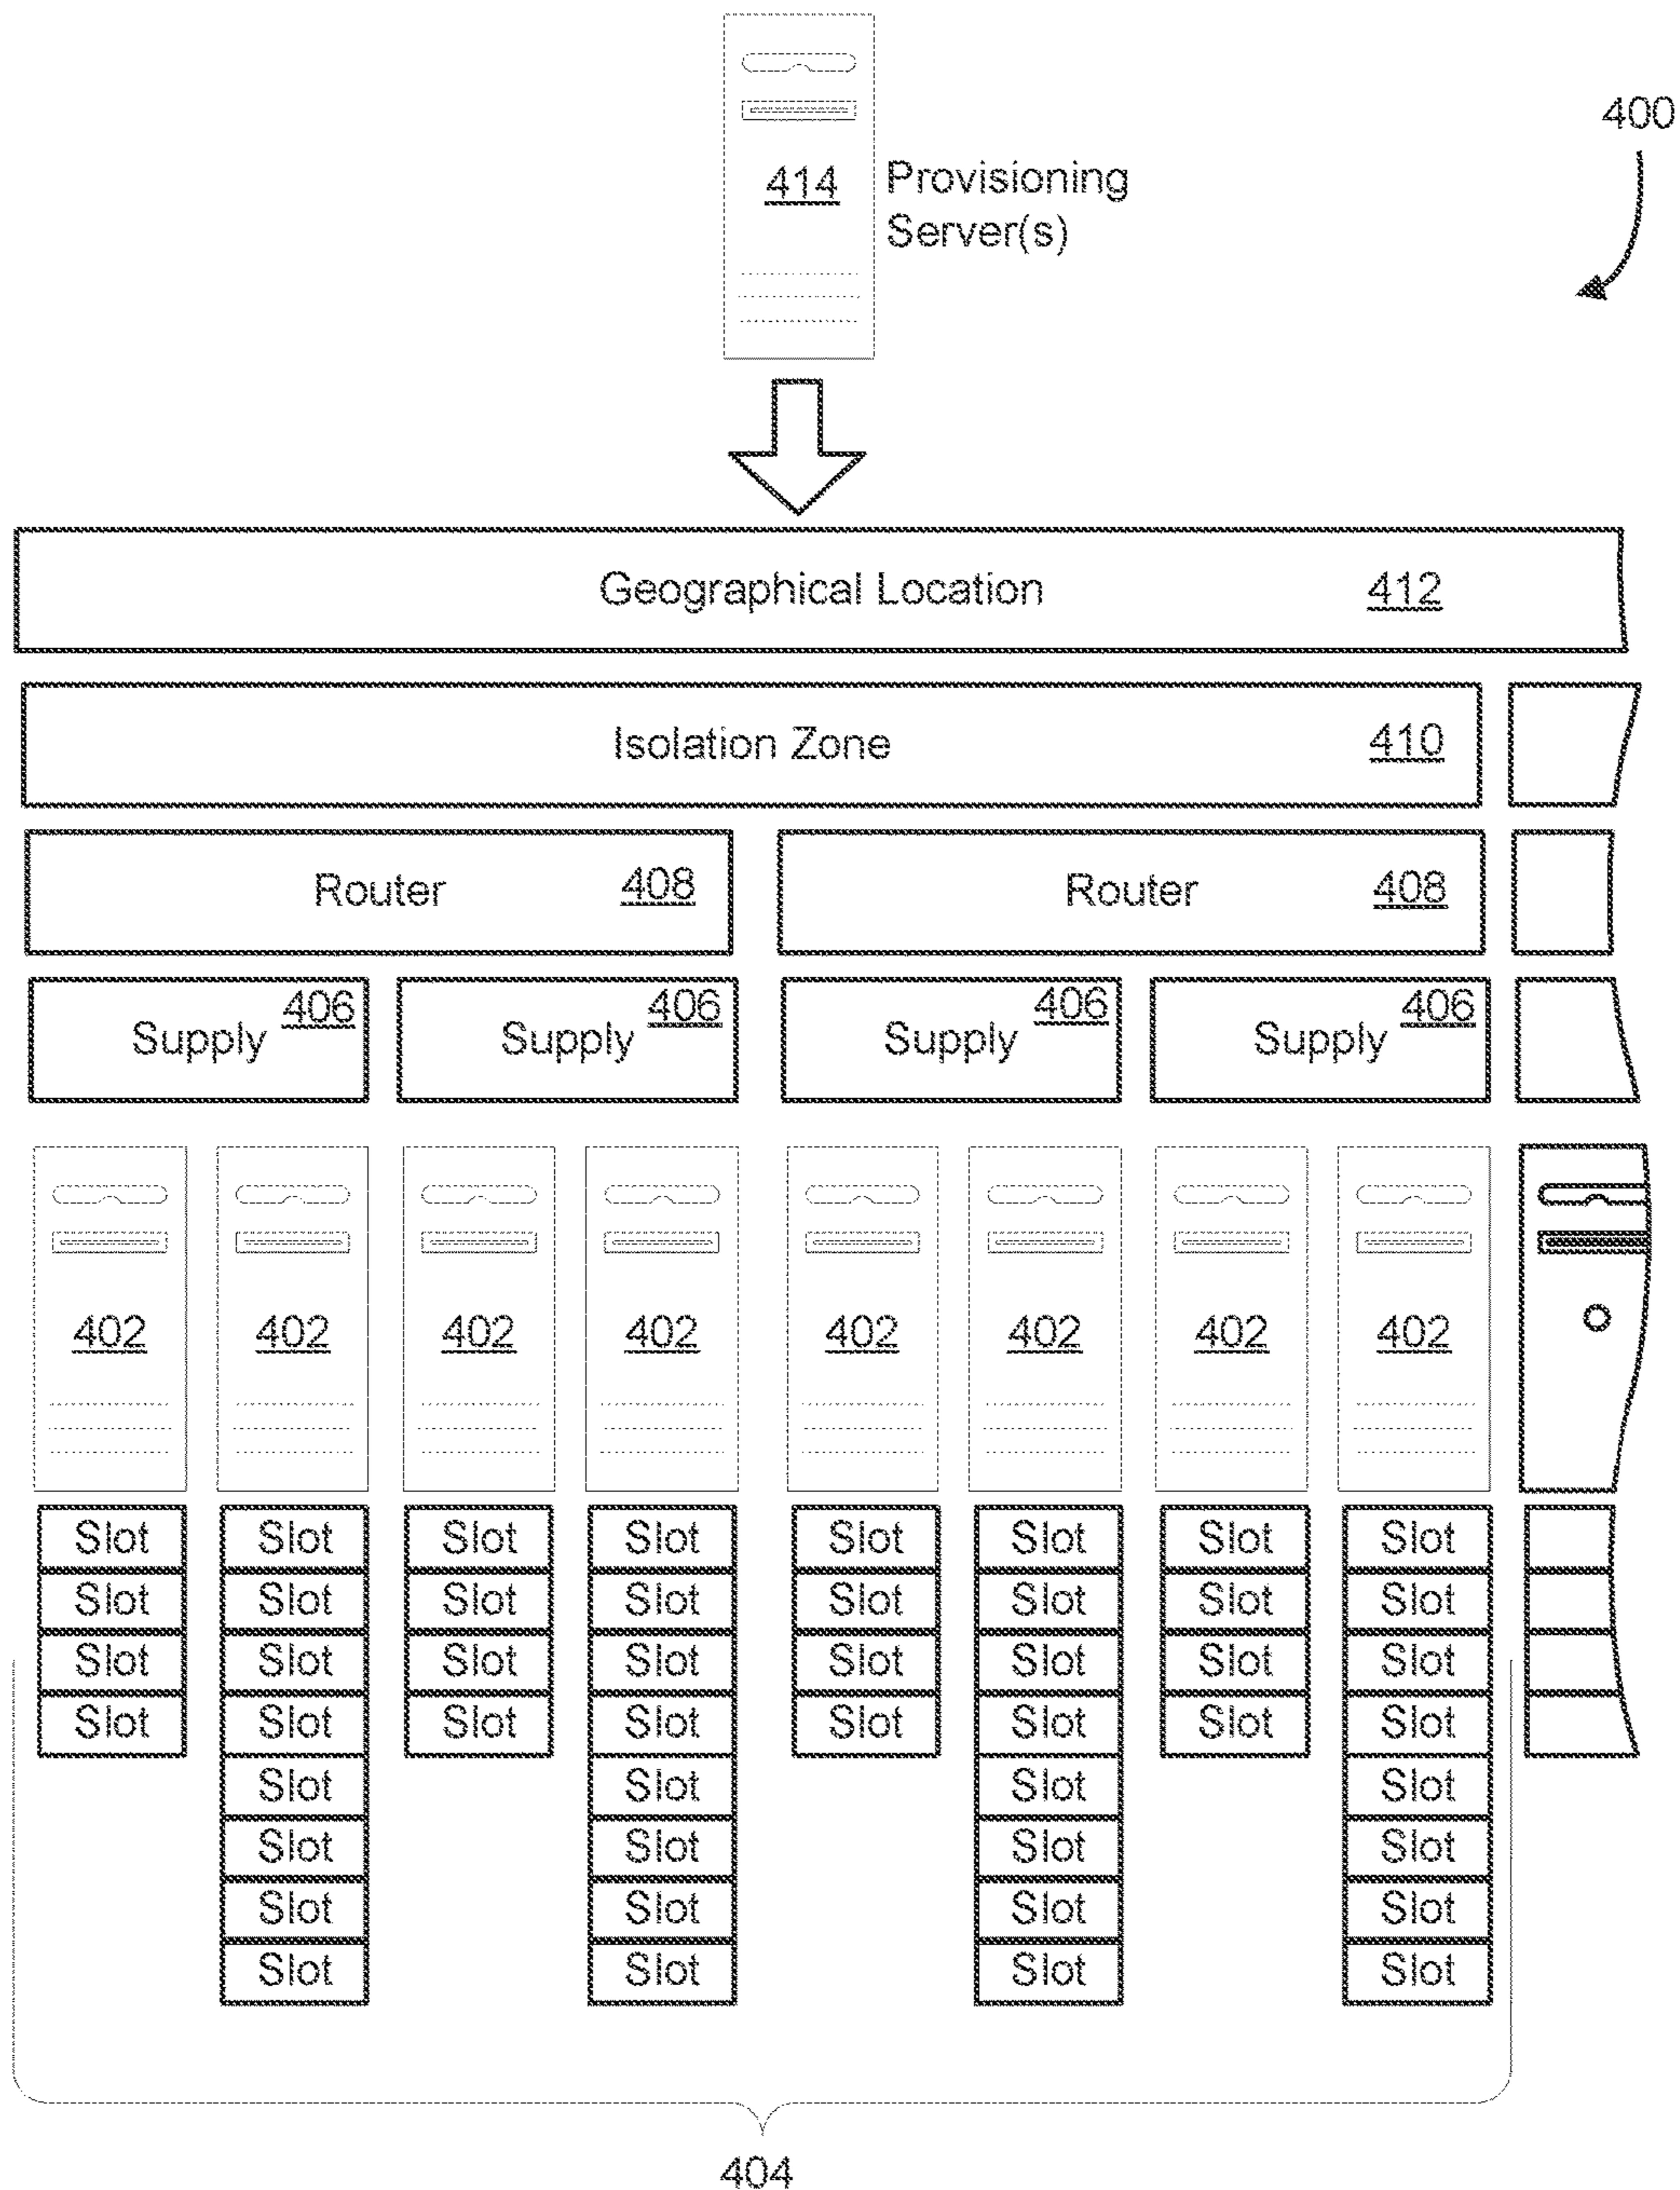 400
414 Provisioning
Server(s)
Geographical Location 412
Isolation Zone 410
Router 408 Router 408
Supply 406 Supply 406 Supply 406 Supply 406
402 402 402 402 402 402 402 402
Slot Slot Slot Slot Slot Slot Slot Slot
Slot Slot Slot Slot Slot Slot Slot Slot
Slot Slot Slot Slot Slot Slot Slot Slot
Slot Slot Slot Slot Slot Slot Slot Slot
Slot Slot Slot Slot
Slot Slot Slot Slot
Slot Slot Slot Slot
Slot Slot Slot Slot
404